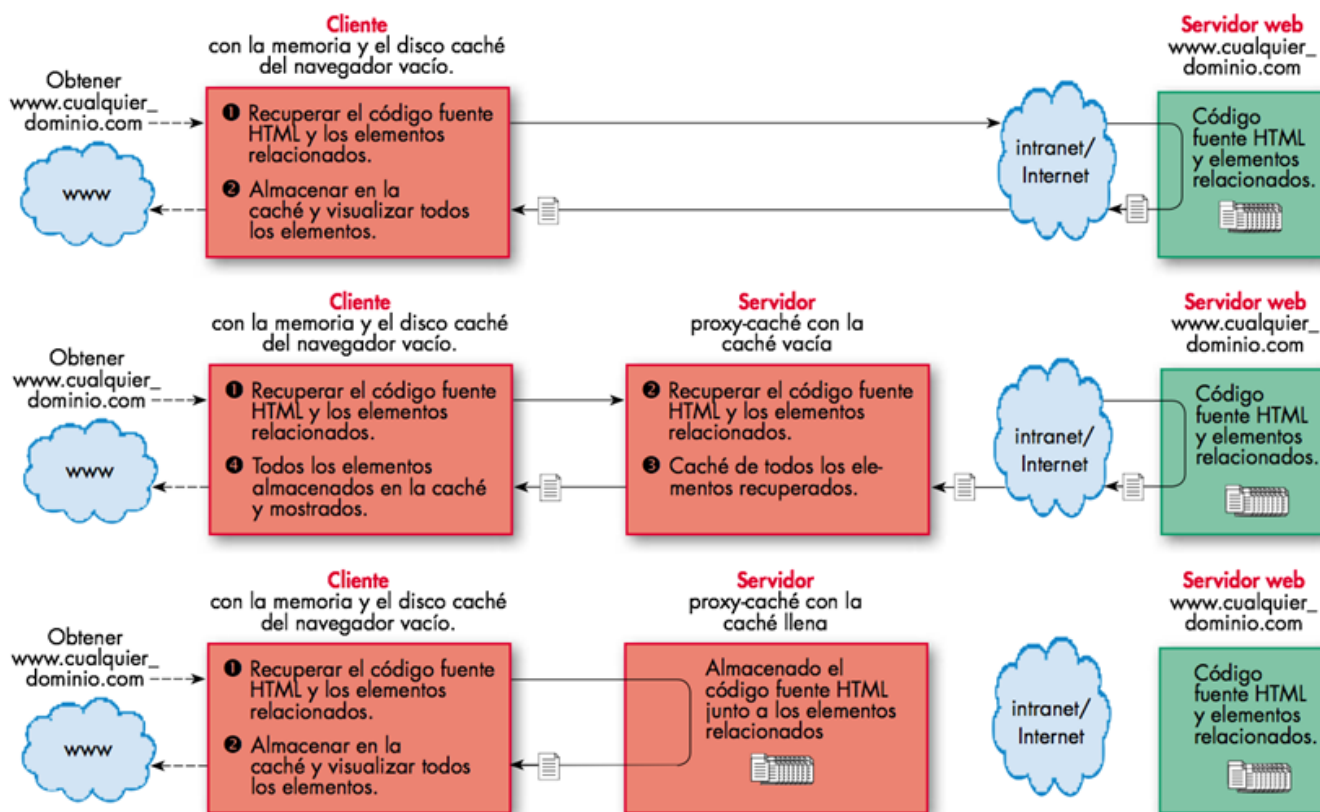 Cliente
con la memoria y el disco caché
del navegador vacío.
Servidor web
www.cualquier_
dominio.com
Obtener
www.cualquier_
dominio.com
www
❶ Recuperar el código fuente
HTML y los elementos
relacionados.
❷ Almacenar en la
caché y visualizar todos
los elementos.
intranet/
Internet
Código
fuente HTML
y elementos
relacionados.
Cliente
con la memoria y el disco caché
del navegador vacío.
Servidor
proxy-caché con la
caché vacía
Servidor web
www.cualquier_
dominio.com
Obtener
www.cualquier_
dominio.com
www
❶ Recuperar el código fuente
HTML y los elementos
relacionados.
❹ Todos los elementos
almacenados en la caché
y mostrados.
❷ Recuperar el código fuente
HTML y los elementos
relacionados.
❸ Caché de todos los ele-
mentos recuperados.
intranet/
Internet
Código
fuente HTML
y elementos
relacionados.
Cliente
con la memoria y el disco caché
del navegador vacío.
Servidor
proxy-caché con la
caché llena
Servidor web
www.cualquier_
dominio.com
Obtener
www.cualquier_
dominio.com
www
❶ Recuperar el código fuente
HTML y los elementos
relacionados.
❷ Almacenar en la
caché y visualizar todos
los elementos.
Almacenado el
código fuente HTML
junto a los elementos
relacionados
intranet/
Internet
Código
fuente HTML
y elementos
relacionados.